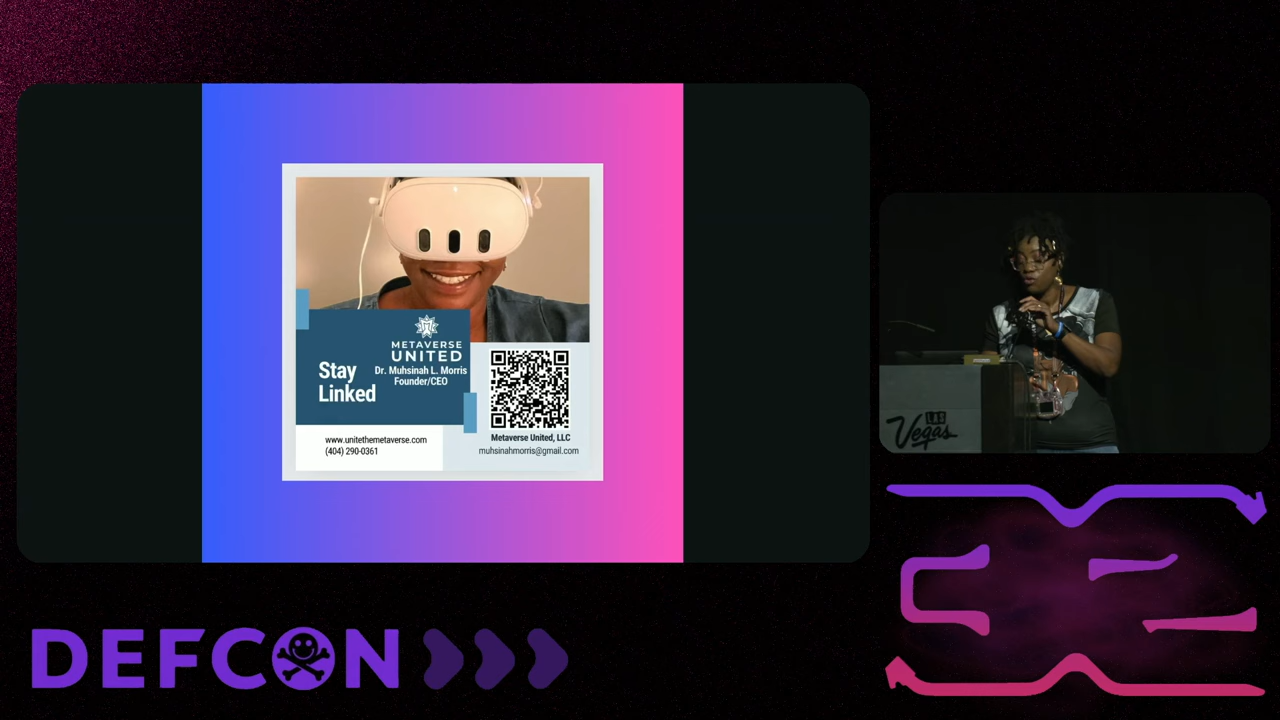 METAVERSE
UNITED
Dr. Muhsinah L. Morris
Founder/CEO
Stay
Linked
www.unitethemetaverse.com
(404) 290-0361
Metaverse United, LLC
muhsinahmorris@gmail.com
LAS
Vegas
DEFCON